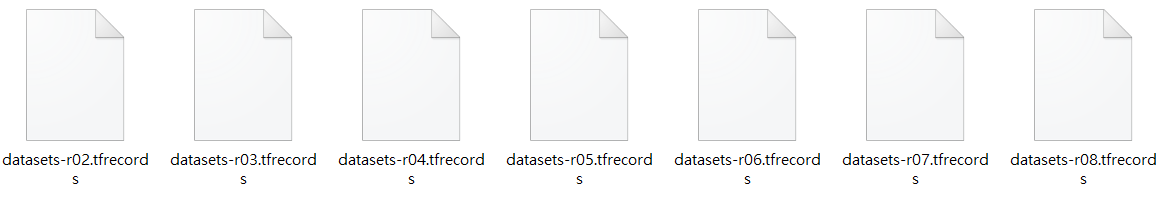 datasets-r02.tfrecord
s
datasets-r03.tfrecord
s
datasets-r04.tfrecord
s
datasets-r05.tfrecord
s
datasets-r06.tfrecord
s
datasets-r07.tfrecord
s
datasets-r08.tfrecord
s